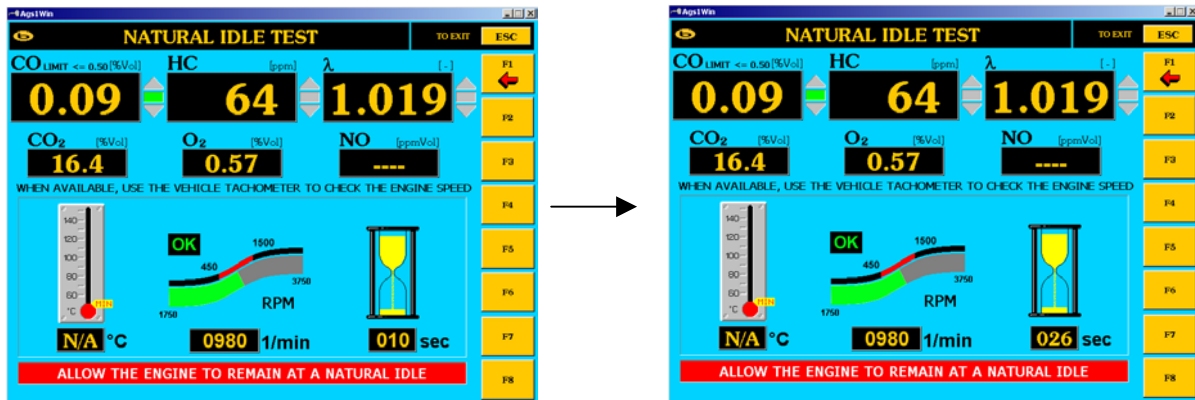 Ags1Win
NATURAL IDLE TEST TO EXIT ESC
CO LIMIT <= 0.50 [%Vol] HC [ppm] λ [-] F1
0.09 64 1.019
F2
CO2 [%Vol] O2 [%Vol] NO [ppmVol]
16.4 0.57 ---- F3
WHEN AVAILABLE, USE THE VEHICLE TACHOMETER TO CHECK THE ENGINE SPEED
F4
140
120 OK 1500 F5
100 450
80 3750
60 MIN RPM F6
°C 1750
N/A °C 0980 1/min 010 sec F7
ALLOW THE ENGINE TO REMAIN AT A NATURAL IDLE F8
Ags1Win
NATURAL IDLE TEST TO EXIT ESC
CO LIMIT <= 0.50 [%Vol] HC [ppm] λ [-] F1
0.09 64 1.019
F2
CO2 [%Vol] O2 [%Vol] NO [ppmVol]
16.4 0.57 ---- F3
WHEN AVAILABLE, USE THE VEHICLE TACHOMETER TO CHECK THE ENGINE SPEED
F4
140
120 OK 1500 F5
100 450
80 3750
60 MIN RPM F6
°C 1750
N/A °C 0980 1/min 026 sec F7
ALLOW THE ENGINE TO REMAIN AT A NATURAL IDLE F8